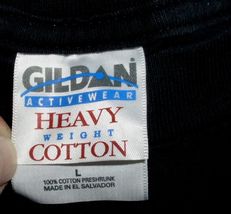 GILDAN
ACTIVEWEAR
HEAVY
WEIGHT
COTTON
L
100% COTTON PRESHRUNK
MADE IN EL SALVADOR